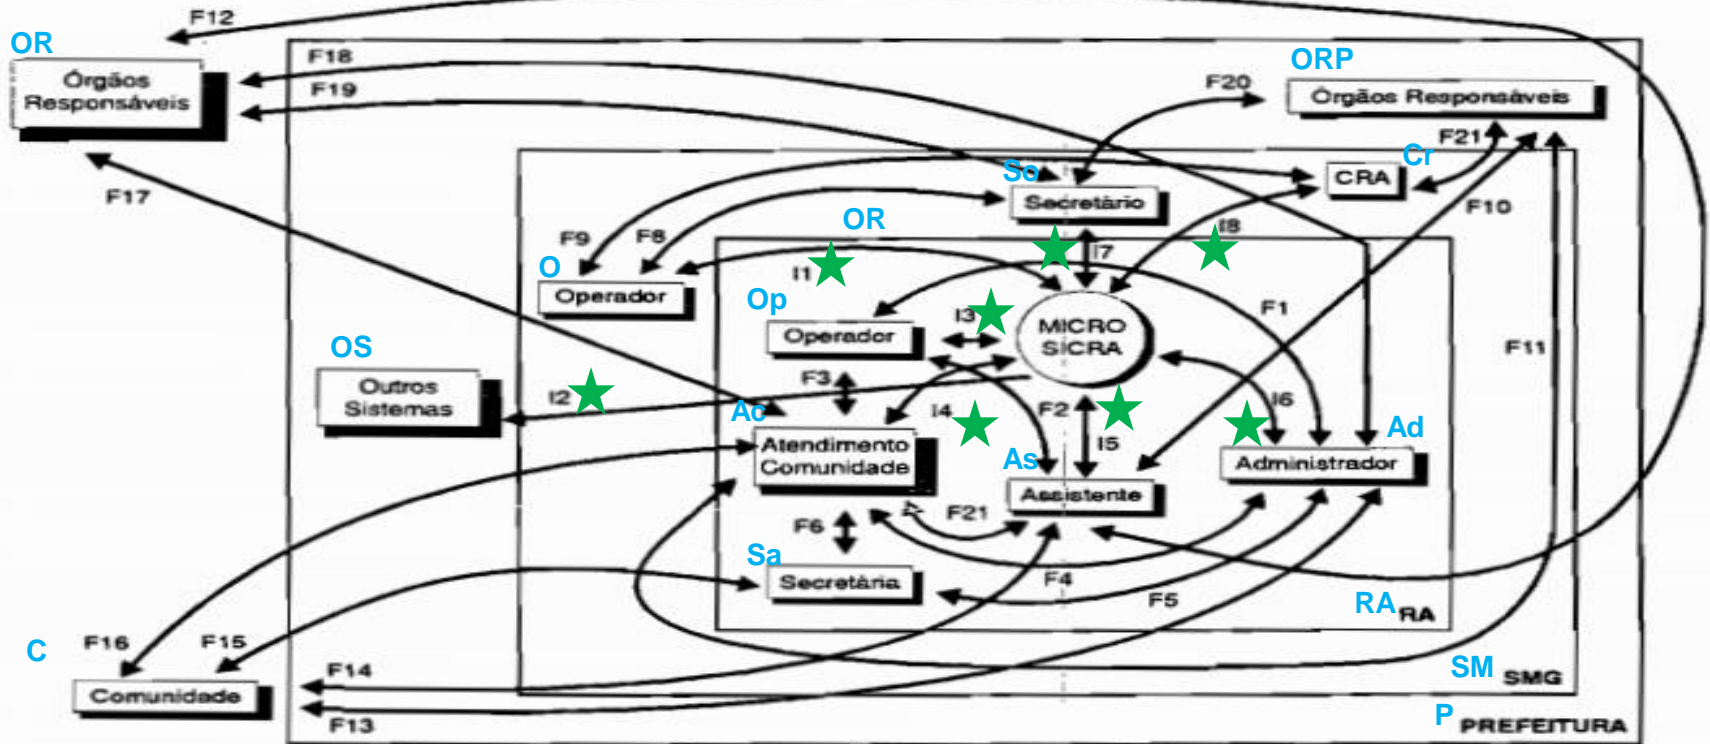 F12
OR
Órgãos
Responsáveis
F18
F19
F17
ORP
F20
Órgãos Responsáveis
F21
Cr
CRA
So
Secretário
F10
F9
F8
OR
I7
I8
O
Operador
I1
Op
Operador
I3
MICRO
SICRA
F1
F11
OS
Outros
Sistemas
I2
F3
Ac
I4
F2
I5
I6
Ad
Atendimento
Comunidade
As
Assistente
Administrador
F21
F6
Sa
Secretària
F4
F5
RA
RA
C
F16
F15
F14
F13
Comunidade
SM
SMG
P
PREFEITURA